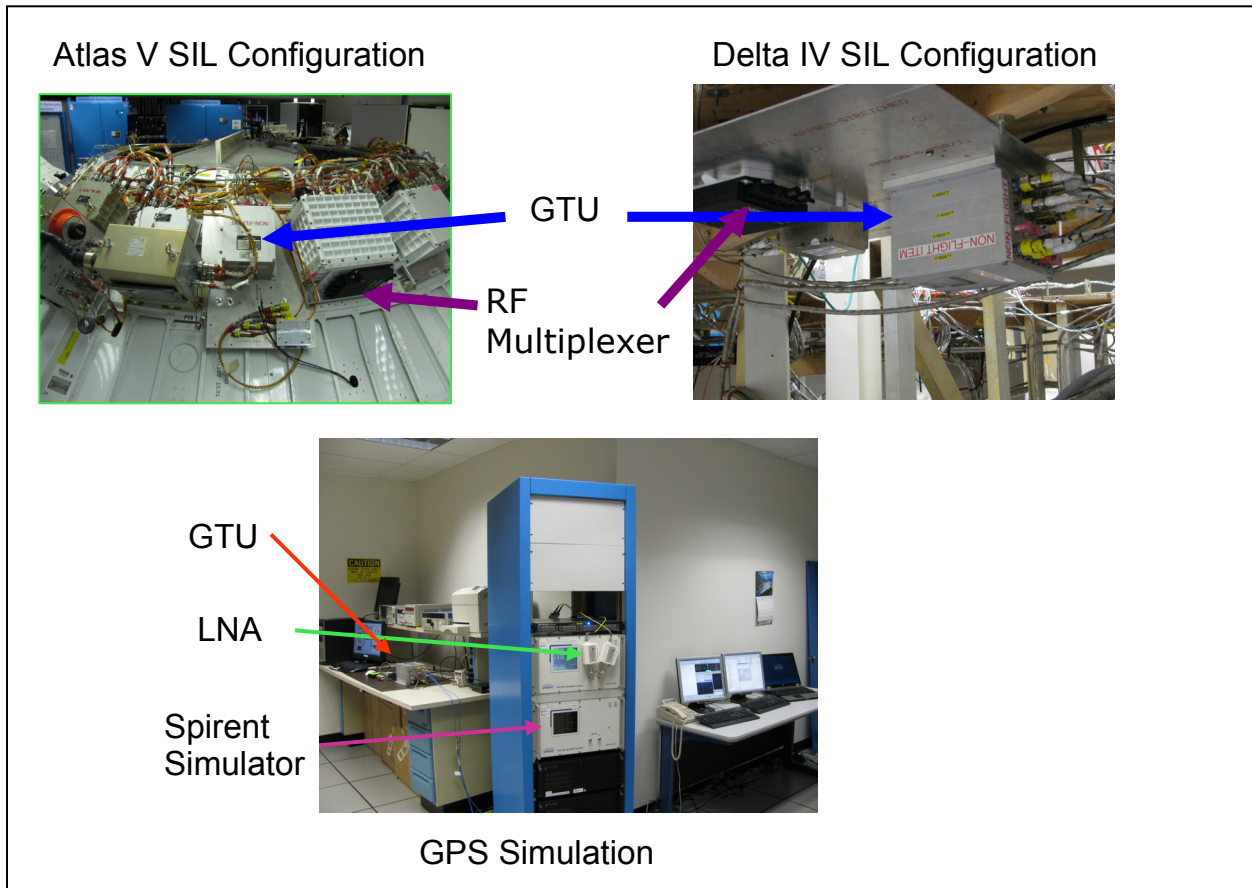 Atlas V SIL Configuration
Delta IV SIL Configuration
GTU
RF
Multiplexer
NON-FLIGHT ITEM
GTU
LNA
Spirent
Simulator
CAUTION
GPS Simulation